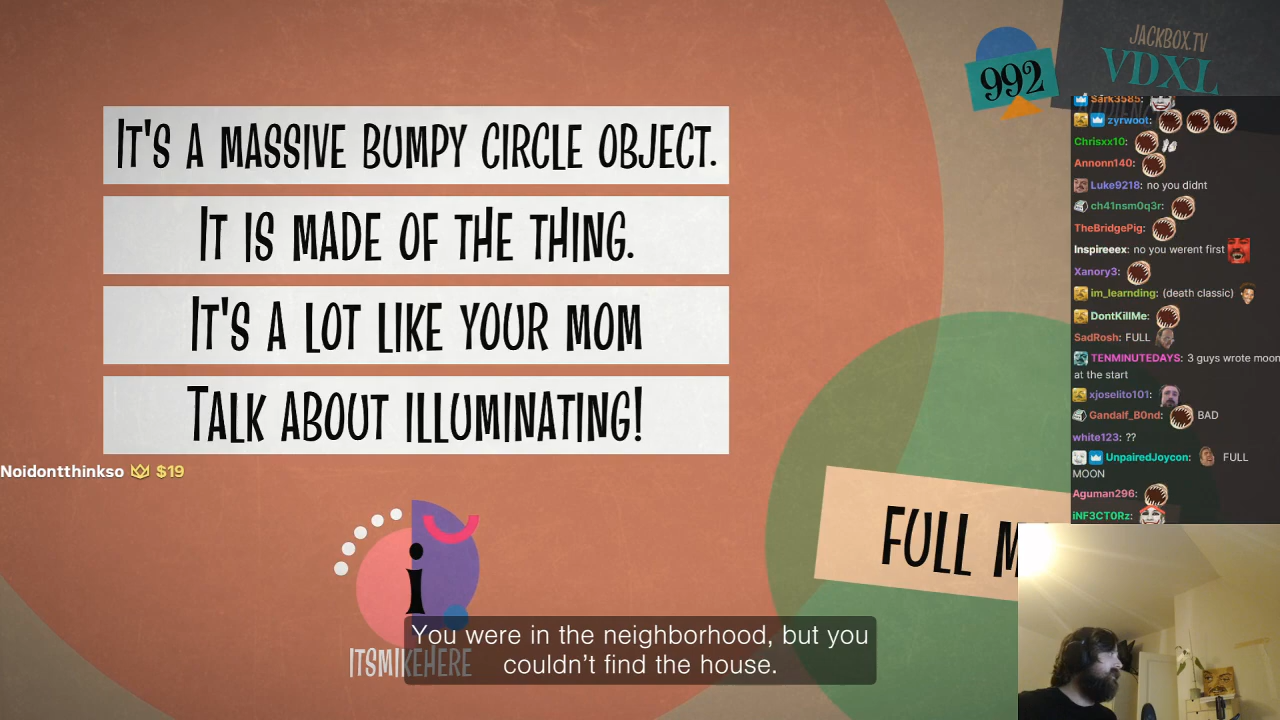 JACKBOX.TV
VDXL
992
IT'S A MASSIVE BUMPY CIRCLE OBJECT.
IT IS MADE OF THE THING.
IT'S A LOT LIKE YOUR MOM
TALK ABOUT ILLUMINATING!
Noidontthinkso $19
i
ITSMIKEHERE
FULL M
You were in the neighborhood, but you
couldn't find the house.
Sark3585:
zyrwoot:
Chrisxx10:
Annonn140:
Luke9218: no you didnt
ch41nsm0q3r:
TheBridgePig:
Inspireeex: no you werent first
Xanory3:
im_learnding: (death classic)
DontKillMe:
SadRosh: FULL
TENMINUTEDAYS: 3 guys wrote moon
at the start
xjoselito101:
Gandalf_B0nd: BAD
white123: ??
UnpairedJoycon: FULL
MOON
Aguman296:
iNF3CT0Rz: